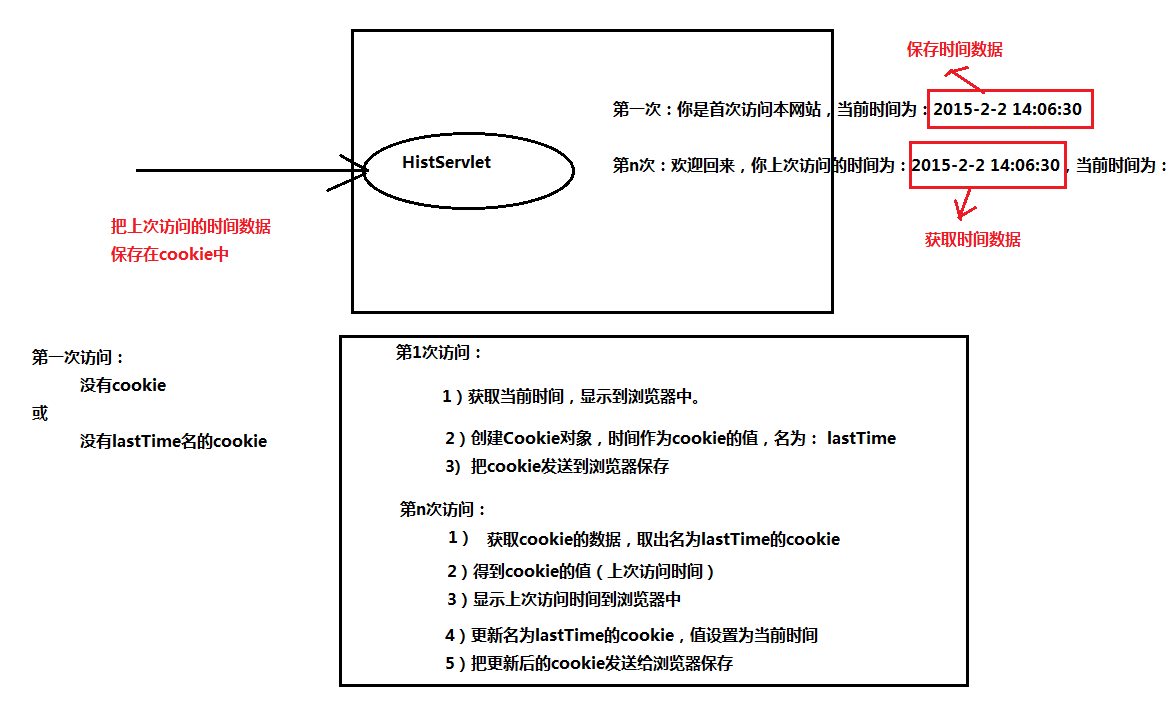 保存时间数据
第一次：你是首次访问本网站，当前时间为：2015-2-2 14:06:30
HistServlet
第n次：欢迎回来，你上次访问的时间为：2015-2-2 14:06:30，当前时间为：
把上次访问的时间数据
保存在cookie中
获取时间数据
第一次访问：
没有cookie
或
没有lastTime名的cookie
第1次访问：
1）获取当前时间，显示到浏览器中。
2）创建Cookie对象，时间作为cookie的值，名为： lastTime
3) 把cookie发送到浏览器保存
第n次访问：
1） 获取cookie的数据，取出名为lastTime的cookie
2）得到cookie的值（上次访问时间）
3）显示上次访问时间到浏览器中
4）更新名为lastTime的cookie，值设置为当前时间
5）把更新后的cookie发送给浏览器保存